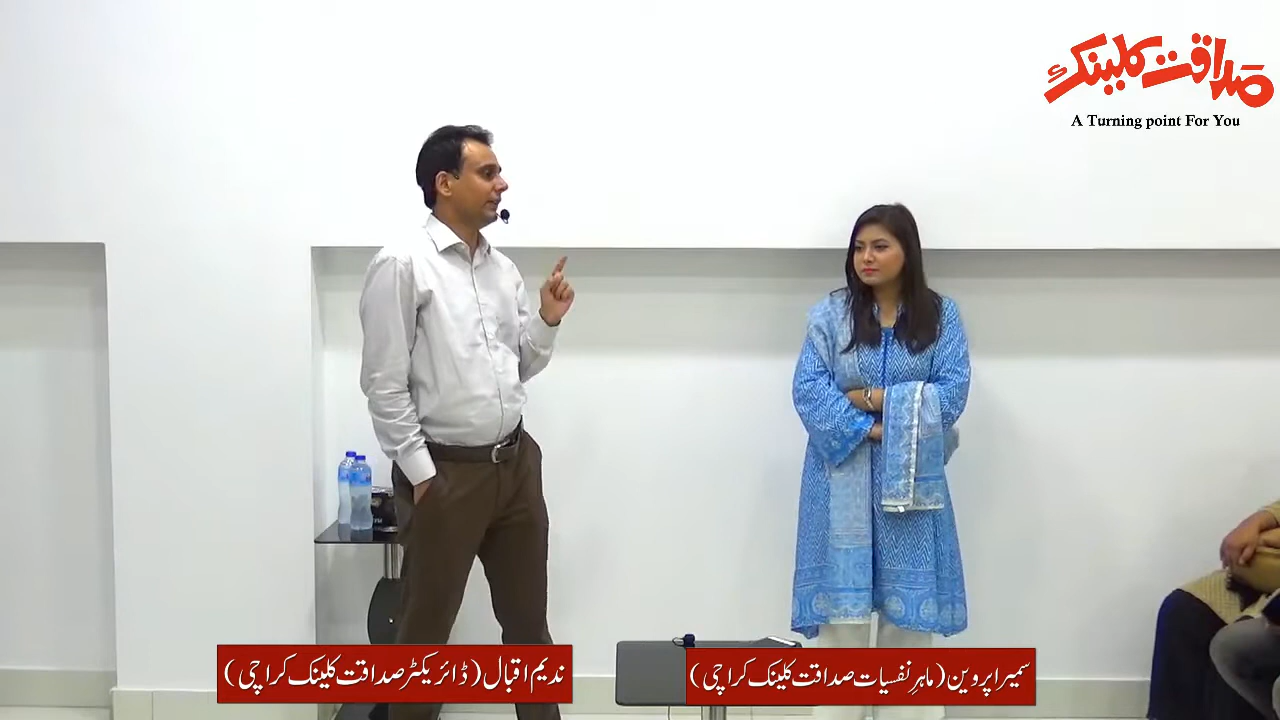 صداقت کلینک
A Turning point For You
ندیم اقبال (ڈائریکٹر صداقت کلینک کراچی)
سمیرا پروین (ماہرِ نفسیات صداقت کلینک کراچی)